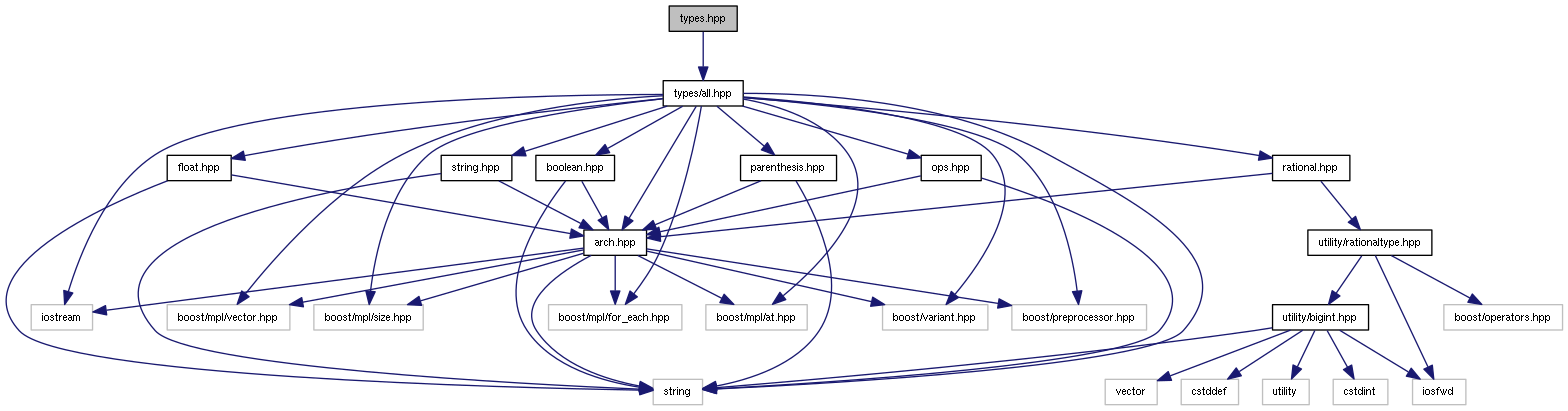 types.hpp
types/all.hpp
float.hpp
string.hpp
boolean.hpp
parenthesis.hpp
ops.hpp
rational.hpp
arch.hpp
utility/rationaltype.hpp
iostream
boost/mpl/vector.hpp
boost/mpl/size.hpp
boost/mpl/for_each.hpp
boost/mpl/at.hpp
boost/variant.hpp
boost/preprocessor.hpp
utility/bigint.hpp
boost/operators.hpp
string
vector
cstddef
utility
cstdint
iosfwd